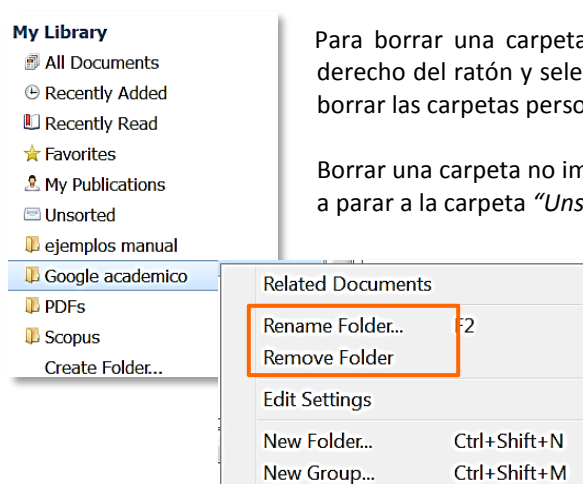 My Library
All Documents
Recently Added
Recently Read
Favorites
My Publications
Unsorted
ejemplos manual
Google academico
PDFs
Scopus
Create Folder...
Para borrar una carpeta
derecho del ratón y sele
borrar las carpetas perso
Borrar una carpeta no im
a parar a la carpeta “Uns
Related Documents
Rename Folder... F2
Remove Folder
Edit Settings
New Folder... Ctrl+Shift+N
New Group... Ctrl+Shift+M